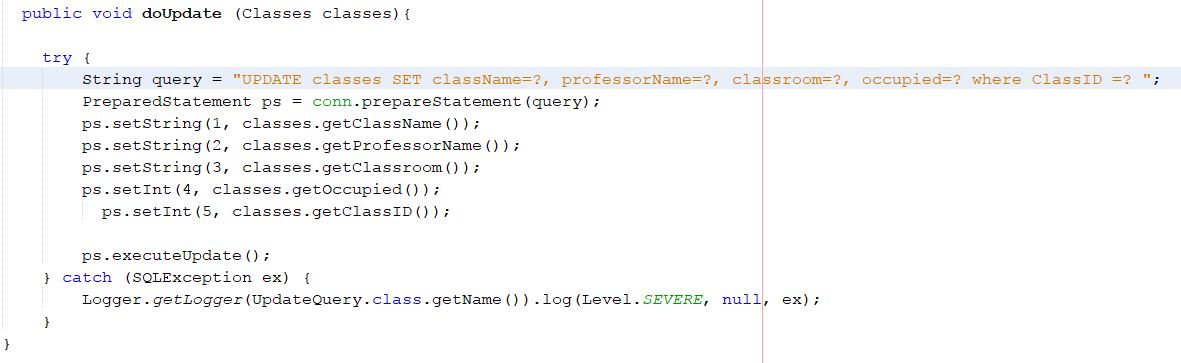 public void doUpdate (Classes classes){
try {
String query = "UPDATE classes SET className=?, professorName=?, classroom=?, occupied=? where ClassID =? ";
PreparedStatement ps = conn.prepareStatement(query);
ps.setString(1, classes.getClassName());
ps.setString(2, classes.getProfessorName());
ps.setString(3, classes.getClassroom());
ps.setInt(4, classes.getOccupied());
ps.setInt(5, classes.getClassID());
ps.executeUpdate();
} catch (SQLException ex) {
Logger.getLogger(UpdateQuery.class.getName()).log(Level.SEVERE, null, ex);
}
}